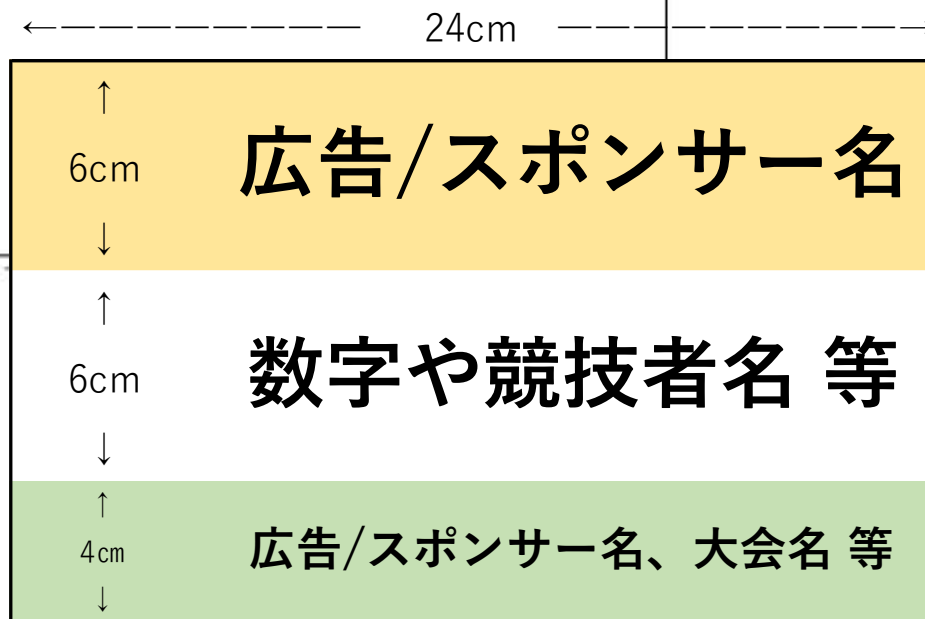 24cm
6cm
広告/スポンサー名
6cm
数字や競技者名 等
4cm
広告/スポンサー名、大会名 等